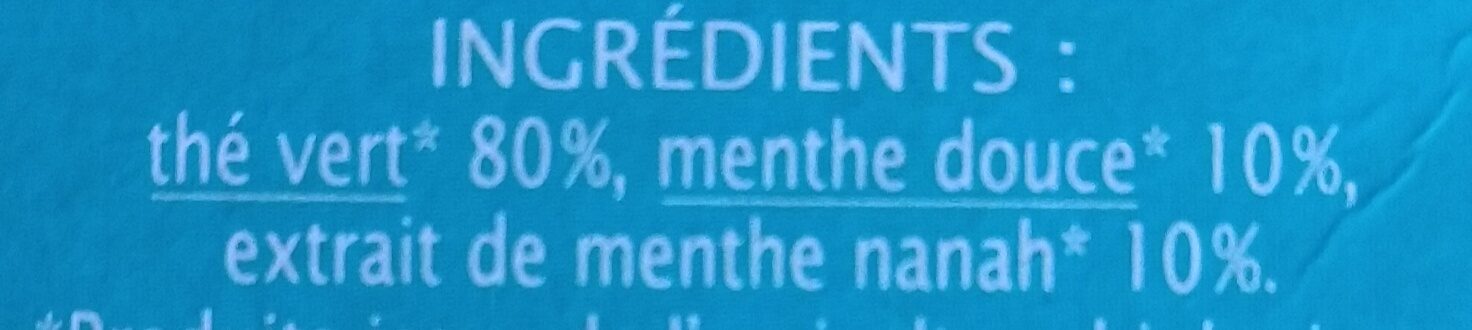 INGRÉDIENTS :
thé vert* 80%, menthe douce* 10%,
extrait de menthe nanah* 10%.